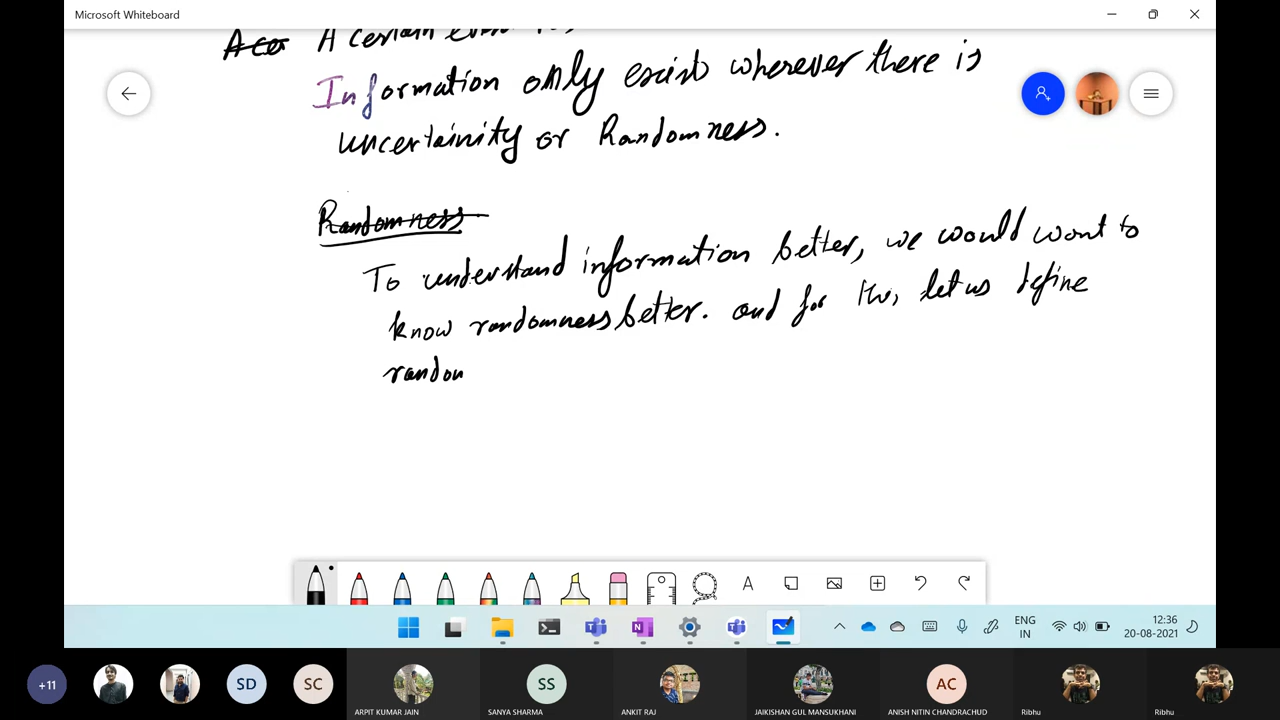 Microsoft Whiteboard
A co A certain
Information only exist wherever there is
uncertainity or Randomness.
Randomness
To understand information better, we would want to
know randomness better. and for this, let us define
random
A
ENG
IN
12:36
20-08-2021
+11
SD
SC
ARPIT KUMAR JAIN
SS
SANYA SHARMA
ANKIT RAJ
JAIKISHAN GUL MANSUKHANI
AC
ANISH NITIN CHANDRACHUD
Ribhu
Ribhu